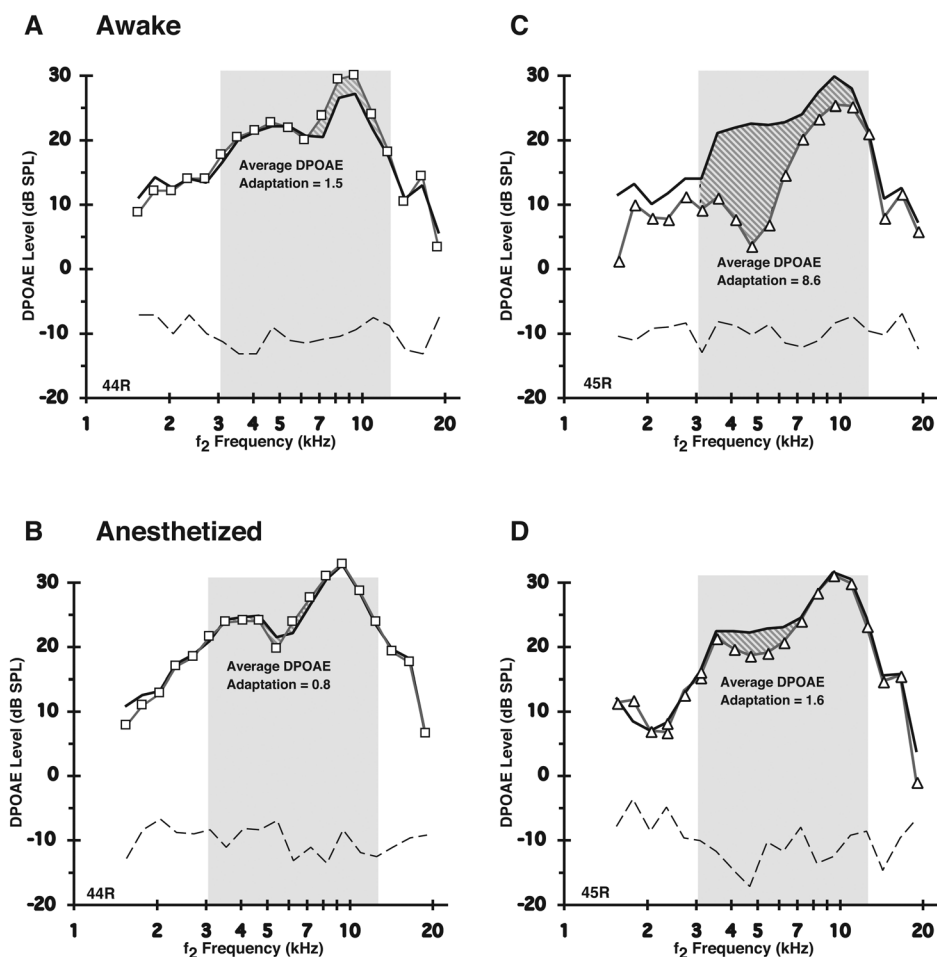 A Awake
30
20
10
0
-10
-20
DPOAE Level (dB SPL)
Average DPOAE
Adaptation = 1.5
44R
1 2 3 4 5 7 10 20
f2 Frequency (kHz)
C
30
20
10
0
-10
-20
DPOAE Level (dB SPL)
Average DPOAE
Adaptation = 8.6
45R
1 2 3 4 5 7 10 20
f2 Frequency (kHz)
B Anesthetized
30
20
10
0
-10
-20
DPOAE Level (dB SPL)
Average DPOAE
Adaptation = 0.8
44R
1 2 3 4 5 7 10 20
f2 Frequency (kHz)
D
30
20
10
0
-10
-20
DPOAE Level (dB SPL)
Average DPOAE
Adaptation = 1.6
45R
1 2 3 4 5 7 10 20
f2 Frequency (kHz)